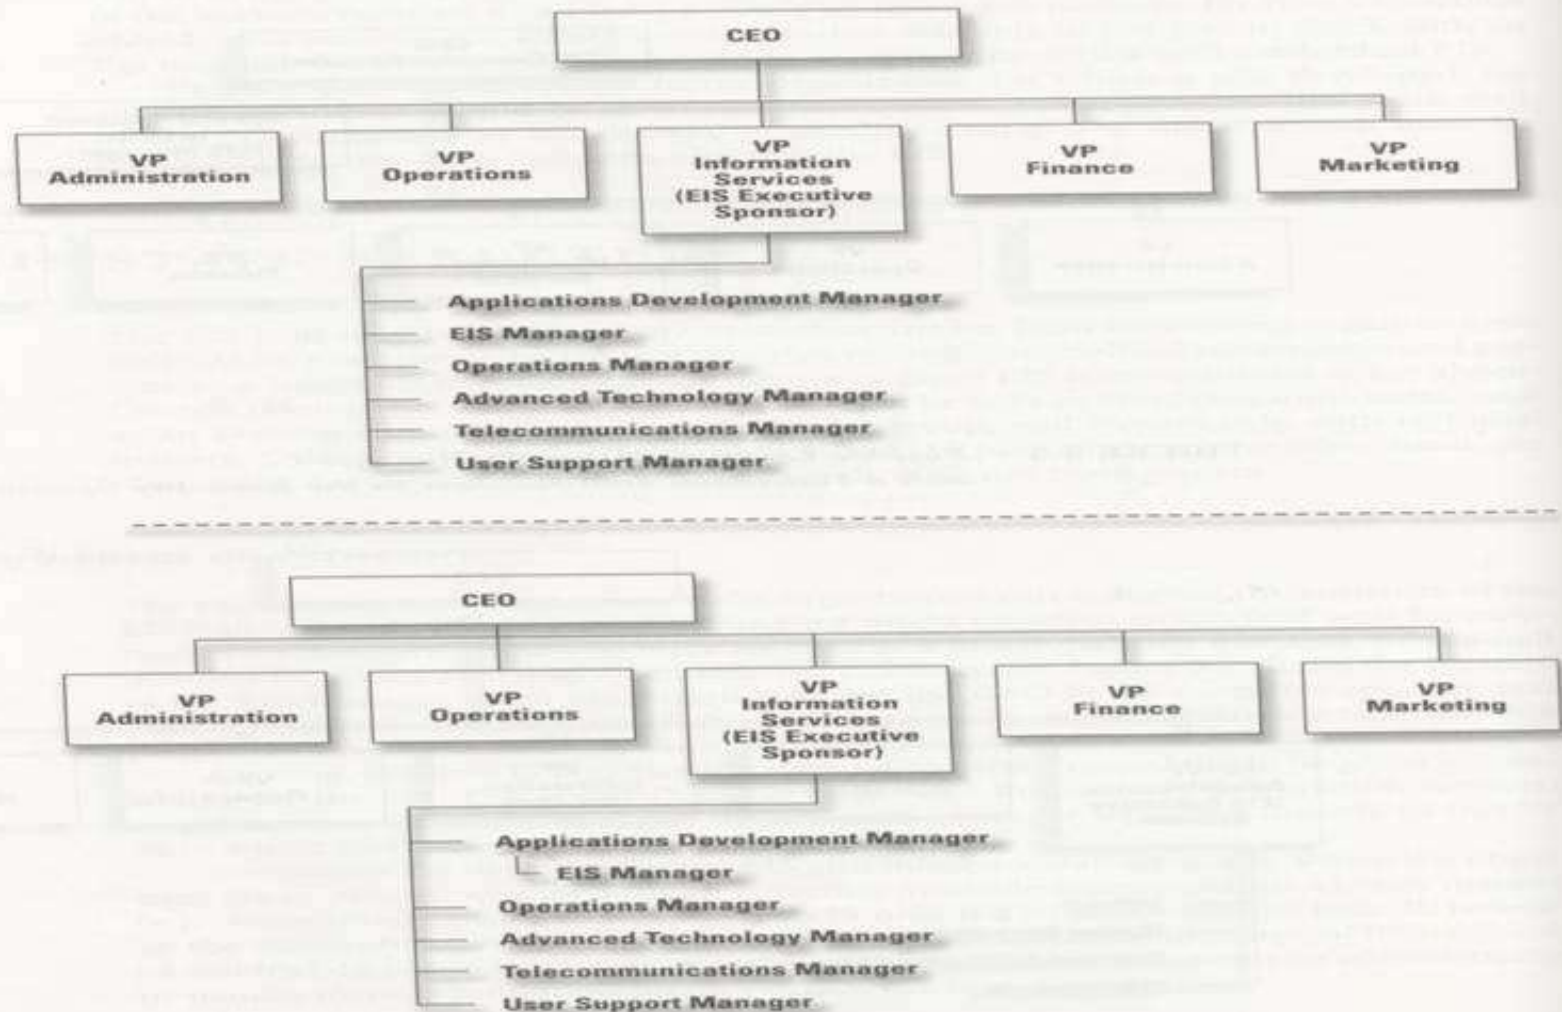 CEO
VP
Administration
VP
Operations
VP
Information
Services
(EIS Executive
Sponsor)
VP
Finance
VP
Marketing
Applications Development Manager
EIS Manager
Operations Manager
Advanced Technology Manager
Telecommunications Manager
User Support Manager
CEO
VP
Administration
VP
Operations
VP
Information
Services
(EIS Executive
Sponsor)
VP
Finance
VP
Marketing
Applications Development Manager
EIS Manager
Operations Manager
Advanced Technology Manager
Telecommunications Manager
User Support Manager